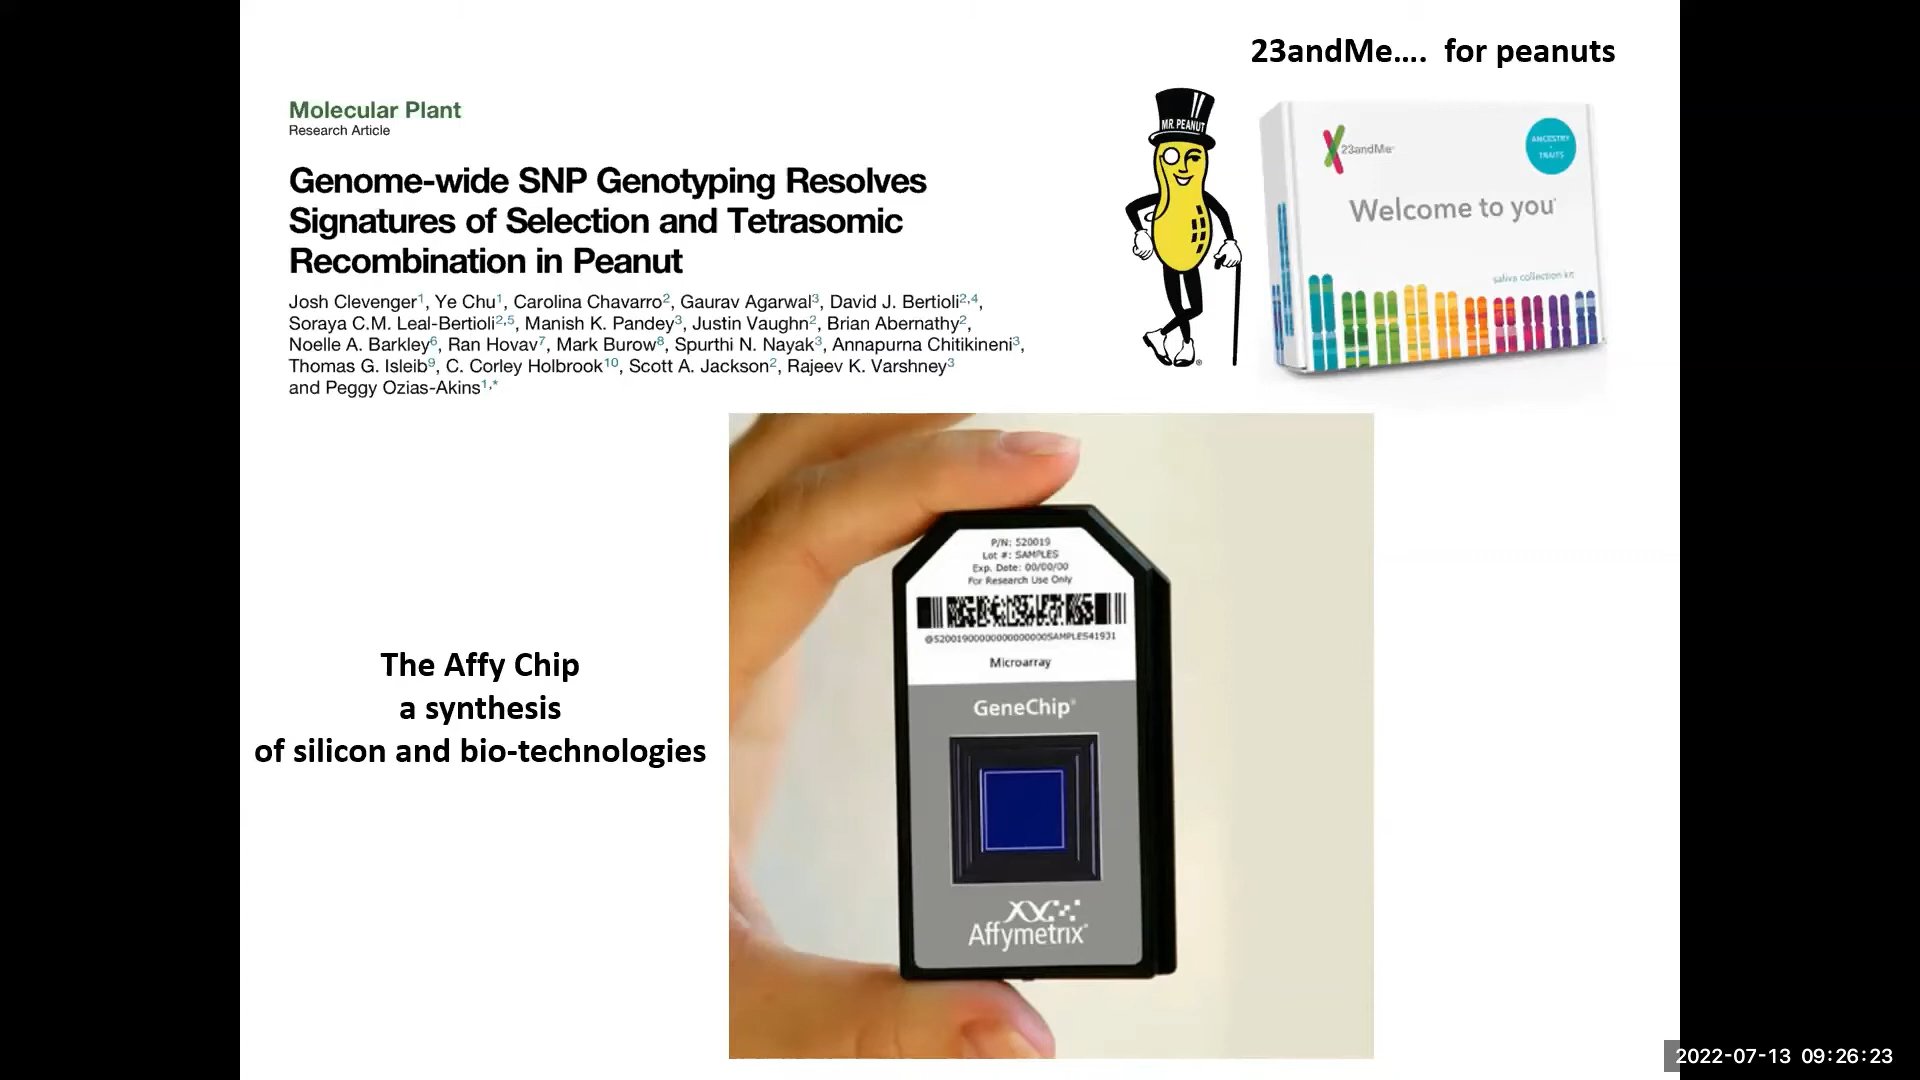 23andMe.... for peanuts
Molecular Plant
Research Article
Genome-wide SNP Genotyping Resolves
Signatures of Selection and Tetrasomic
Recombination in Peanut
Josh Clevenger1, Ye Chu1, Carolina Chavarro2, Gaurav Agarwal3, David J. Bertioli2,4,
Soraya C.M. Leal-Bertioli2,5, Manish K. Pandey3, Justin Vaughn2, Brian Abernathy2,
Noelle A. Barkley6, Ran Hovav7, Mark Burow8, Spurthi N. Nayak3, Annapurna Chitikineni3,
Thomas G. Isleib9, C. Corley Holbrook10, Scott A. Jackson2, Rajeev K. Varshney3
and Peggy Ozias-Akins1,*
MR. PEANUT
®
23andMe
ANCESTRY
+
TRAITS
Welcome to you
saliva collection kit
The Affy Chip
a synthesis
of silicon and bio-technologies
P/N: 520019
Lot #: SAMPLES
Exp. Date: 00/00/00
For Research Use Only
Microarray
GeneChip®
Affymetrix®
2022-07-13 09:26:23